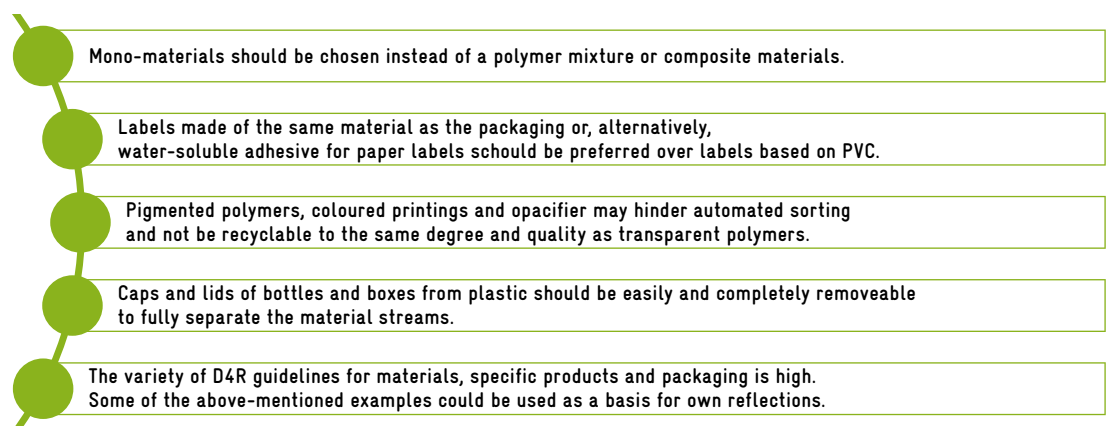 Mono-materials should be chosen instead of a polymer mixture or composite materials.
Labels made of the same material as the packaging or, alternatively,
water-soluble adhesive for paper labels schould be preferred over labels based on PVC.
Pigmented polymers, coloured printings and opacifier may hinder automated sorting
and not be recyclable to the same degree and quality as transparent polymers.
Caps and lids of bottles and boxes from plastic should be easily and completely removeable
to fully separate the material streams.
The variety of D4R guidelines for materials, specific products and packaging is high.
Some of the above-mentioned examples could be used as a basis for own reflections.